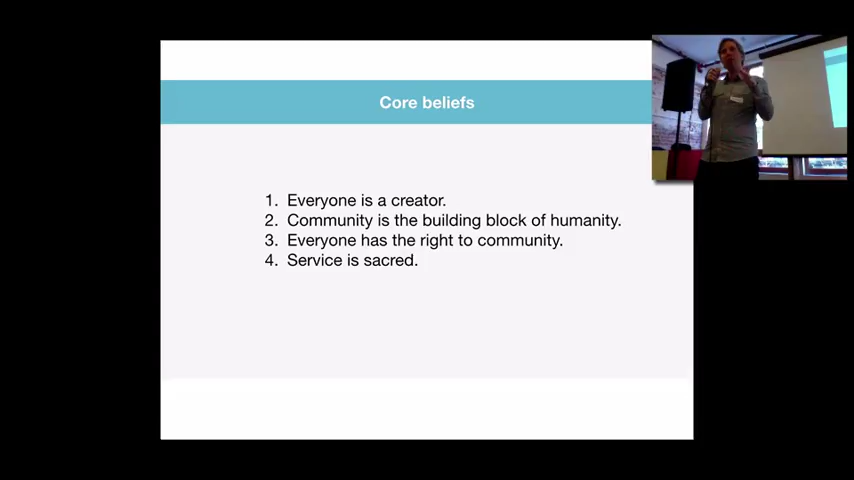 Core beliefs
1. Everyone is a creator.
2. Community is the building block of humanity.
3. Everyone has the right to community.
4. Service is sacred.